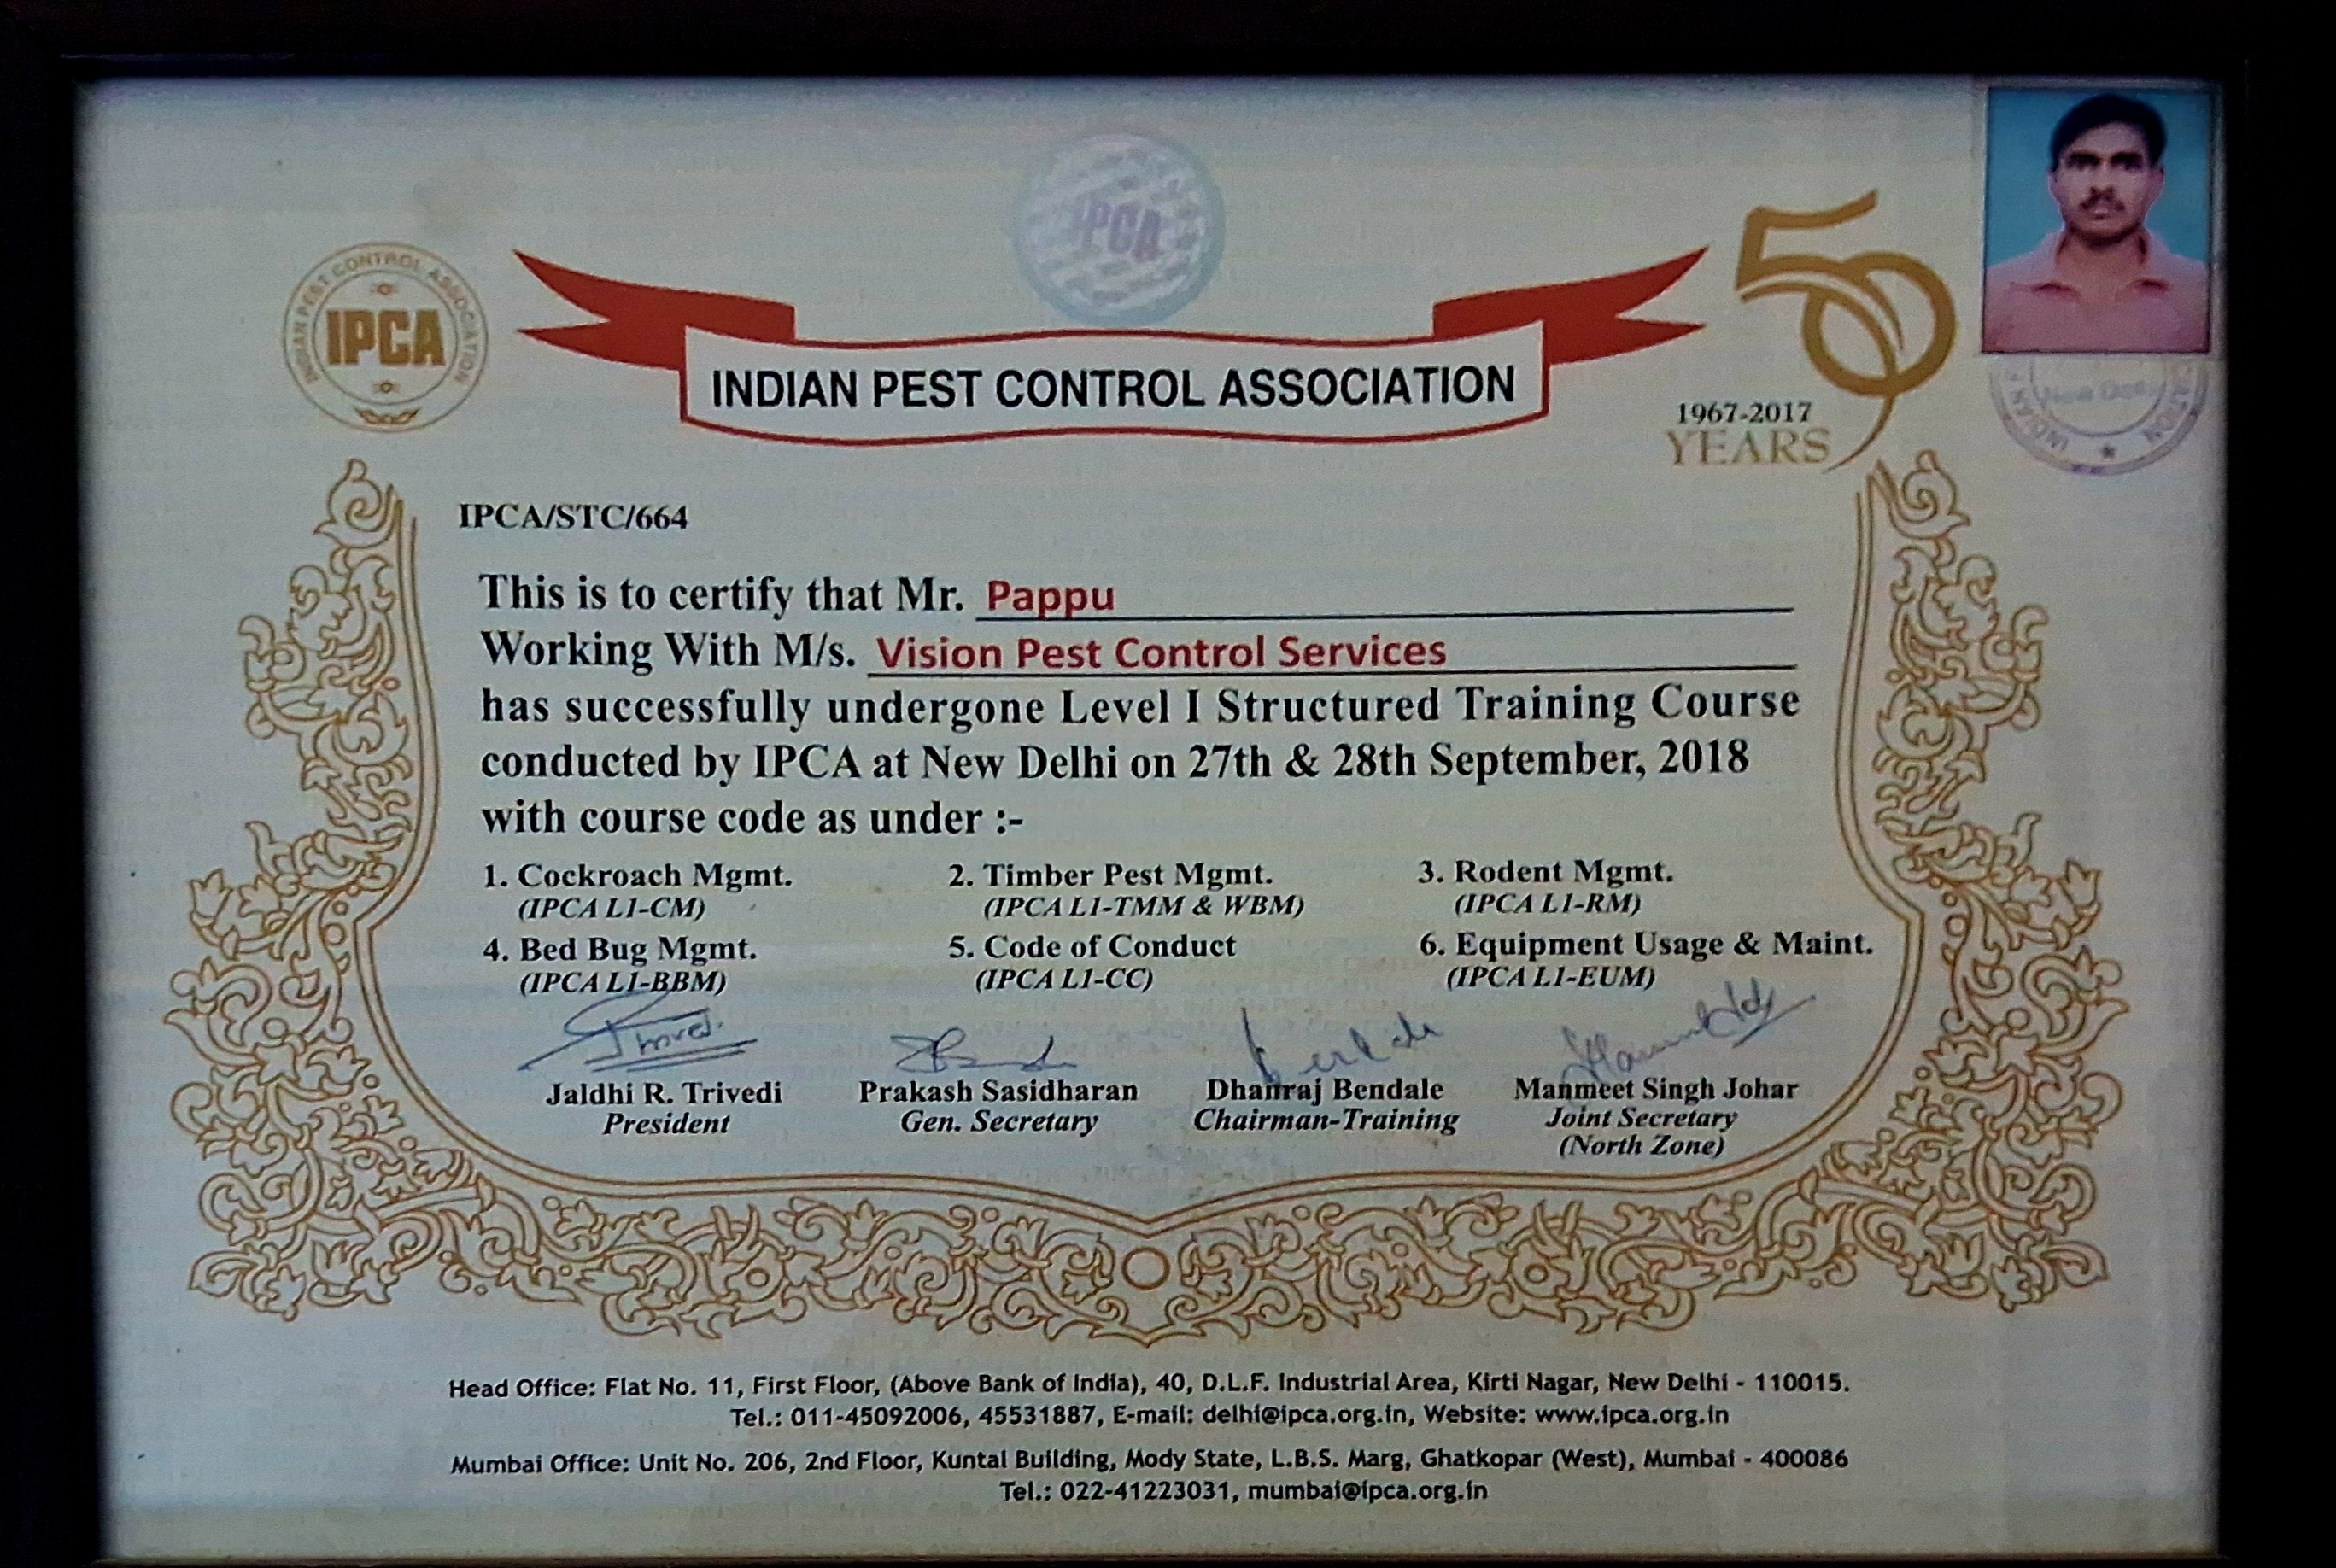 IPCA
INDIAN PEST CONTROL ASSOCIATION
IPCA
INDIAN PEST CONTROL ASSOCIATION
50
1967-2017
YEARS
IPCA/STC/664
This is to certify that Mr. Pappu
Working With M/s. Vision Pest Control Services
has successfully undergone Level I Structured Training Course
conducted by IPCA at New Delhi on 27th & 28th September, 2018
with course code as under :-
1. Cockroach Mgmt. 2. Timber Pest Mgmt. 3. Rodent Mgmt.
(IPCA L1-CM) (IPCA L1-TMM & WBM) (IPCA L1-RM)
4. Bed Bug Mgmt. 5. Code of Conduct 6. Equipment Usage & Maint.
(IPCA L1-BBM) (IPCA L1-CC) (IPCA L1-EUM)
Jaldhi R. Trivedi Prakash Sasidharan Dhanraj Bendale Manmeet Singh Johar
President Gen. Secretary Chairman-Training Joint Secretary
(North Zone)
Head Office: Flat No. 11, First Floor, (Above Bank of India), 40, D.L.F. Industrial Area, Kirti Nagar, New Delhi - 110015.
Tel.: 011-45092006, 45531887, E-mail: delhi@ipca.org.in, Website: www.ipca.org.in
Mumbai Office: Unit No. 206, 2nd Floor, Kuntal Building, Mody State, L.B.S. Marg, Ghatkopar (West), Mumbai - 400086
Tel.: 022-41223031, mumbai@ipca.org.in